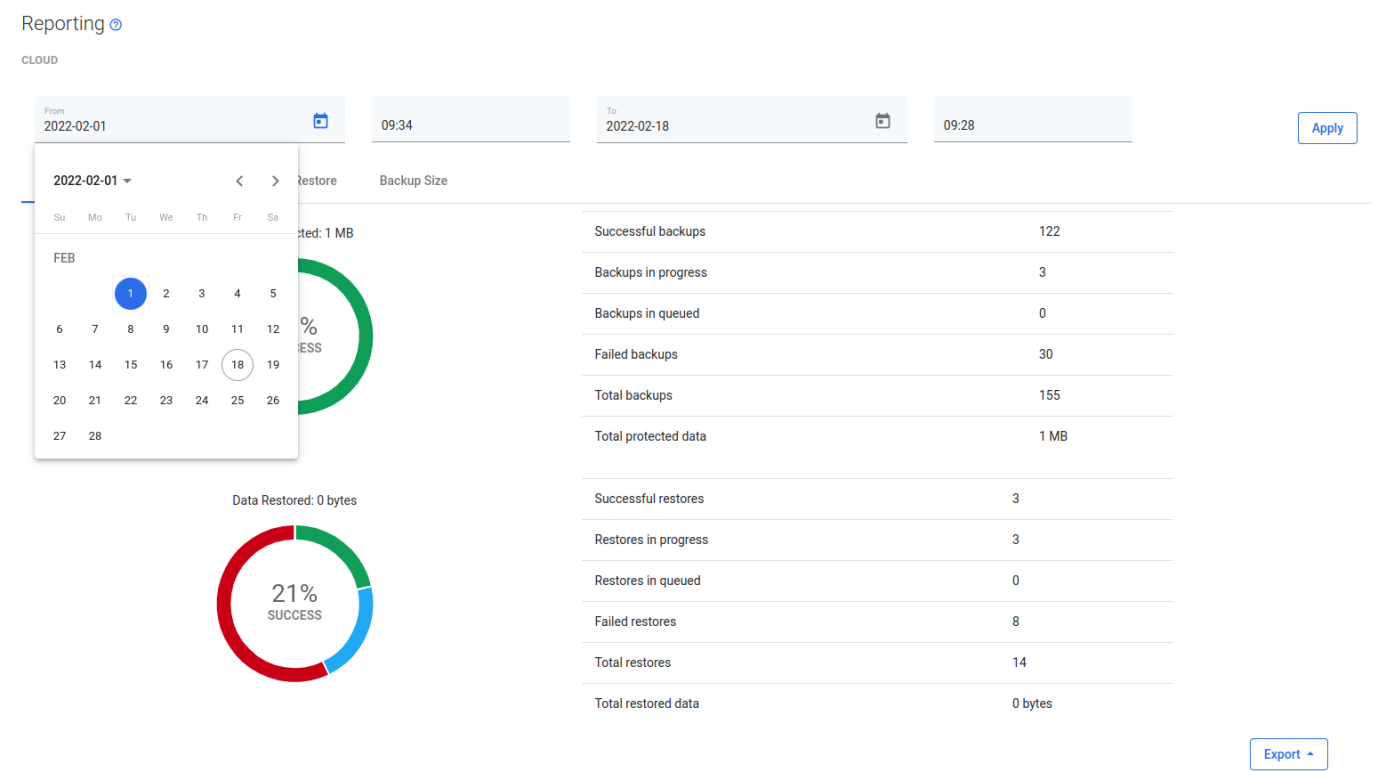 Reporting
CLOUD
From
2022-02-01
09:34
To
2022-02-18
09:28
Apply
2022-02-01
Restore
Backup Size
Su Mo Tu We Th Fr Sa
FEB
1 2 3 4 5
6 7 8 9 10 11 12
13 14 15 16 17 18 19
20 21 22 23 24 25 26
27 28
cted: 1 MB
%
ESS
Successful backups 122
Backups in progress 3
Backups in queued 0
Failed backups 30
Total backups 155
Total protected data 1 MB
Data Restored: 0 bytes
21%
SUCCESS
Successful restores 3
Restores in progress 3
Restores in queued 0
Failed restores 8
Total restores 14
Total restored data 0 bytes
Export